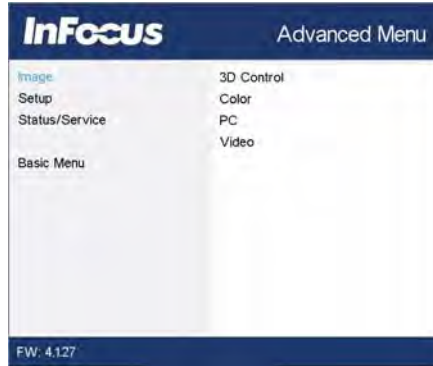 InFocus
Advanced Menu
Image
Setup
Status/Service
Basic Menu
3D Control
Color
PC
Video
FW: 4.127